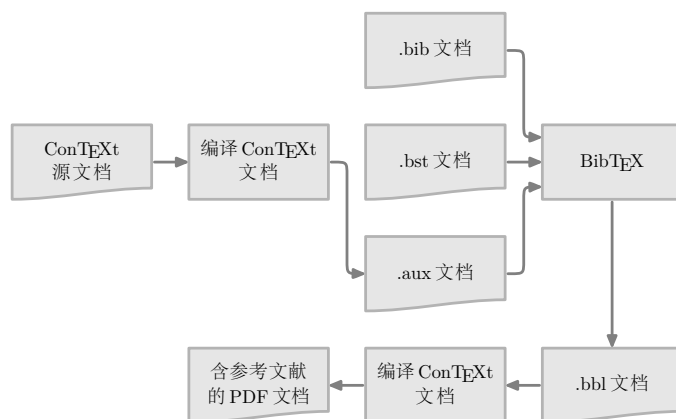 .bib 文档
ConTEXt
源文档
编译 ConTEXt
文档
.bst 文档
BibTEX
.aux 文档
含参考文献
的 PDF 文档
编译 ConTEXt
文档
.bbl 文档